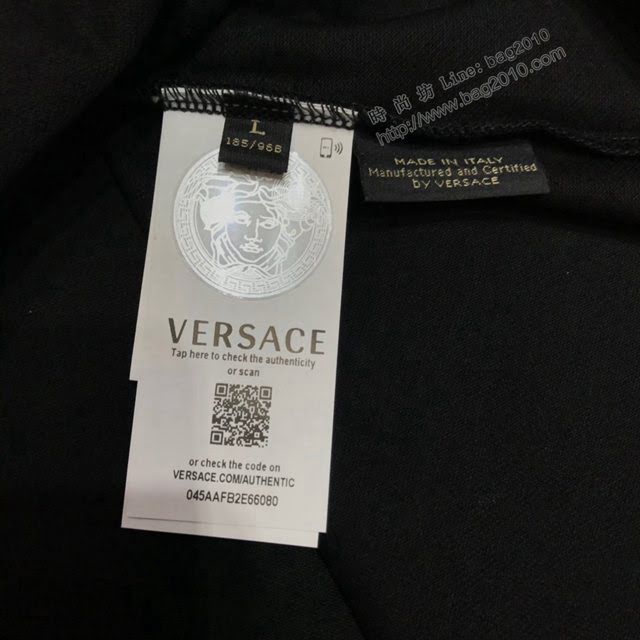 時尚坊 Line: bag2010
http://www.bag2010.com
L
185/96B
MADE IN ITALY
Manufactured and Certified
BY VERSACE
VERSACE
Tap here to check the authenticity
or scan
or check the code on
VERSACE.COM/AUTHENTIC
045AAFB2E66080